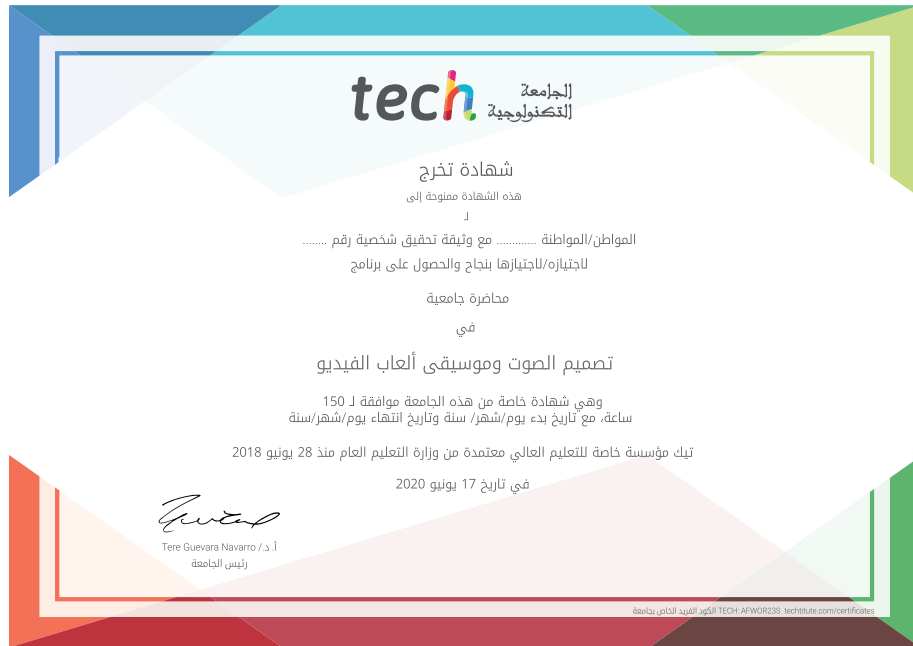 tech الجامعة
التكنولوجية
شهادة تخرج
هذه الشهادة ممنوحة إلى
لـ
المواطن/المواطنة ............ مع وثيقة تحقيق شخصية رقم ........
لاجتيازه/لاجتيازها بنجاح والحصول على برنامج
محاضرة جامعية
في
تصميم الصوت وموسيقى ألعاب الفيديو
وهي شهادة خاصة من هذه الجامعة موافقة لـ 150
ساعة، مع تاريخ بدء يوم/شهر/ سنة وتاريخ انتهاء يوم/شهر/سنة
تيك مؤسسة خاصة للتعليم العالي معتمدة من وزارة التعليم العام منذ 28 يونيو 2018
في تاريخ 17 يونيو 2020
أ. د./ Tere Guevara Navarro
رئيس الجامعة
الكود الفريد الخاص بجامعة TECH: AFWOR23S techtitute.com/certificates